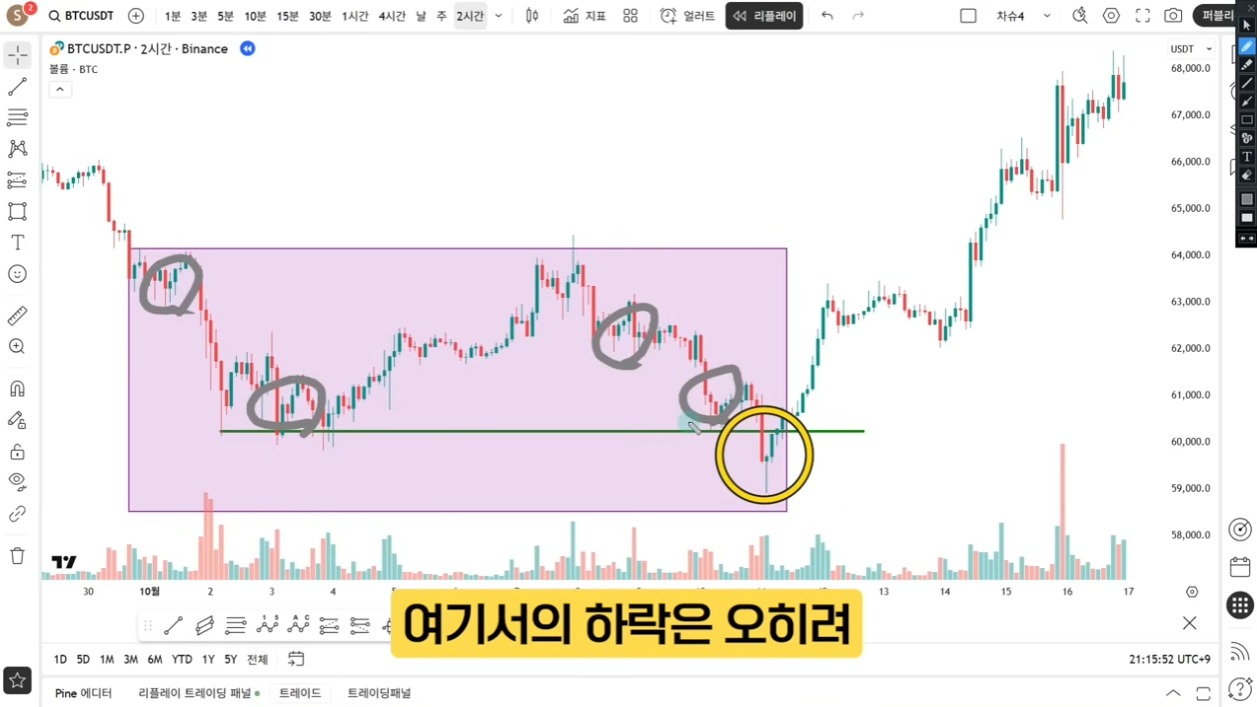 S 2 BTCUSDT 1분 3분 5분 10분 15분 30분 1시간 4시간 날 주 2시간 지표 얼러트 리플레이 차슈4 퍼블리
BTCUSDT.P · 2시간 · Binance
볼륨 · BTC
USDT
68,000.0
67,000.0
66,000.0
65,000.0
64,000.0
63,000.0
62,000.0
61,000.0
60,000.0
59,000.0
58,000.0
30 10월 2 3 4 13 14 15 16 17
여기서의 하락은 오히려
1D 5D 1M 3M 6M YTD 1Y 5Y 전체
21:15:52 UTC+9
Pine 에디터 리플레이 트레이딩 패널 트레이드 트레이딩패널